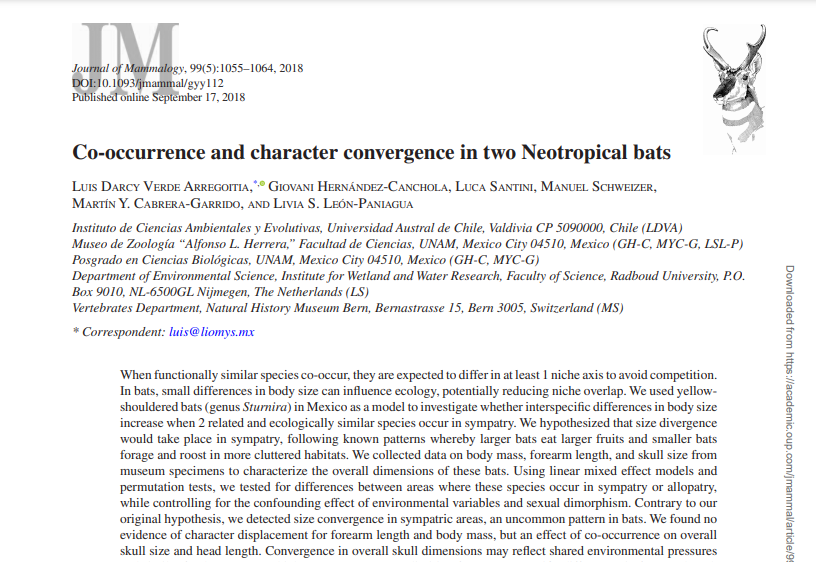 JM
Journal of Mammalogy, 99(5):1055–1064, 2018
DOI:10.1093/jmammal/gyy112
Published online September 17, 2018
Co-occurrence and character convergence in two Neotropical bats
Luis Darcy Verde Arregoitia,*, Giovani Hernández-Canchola, Luca Santini, Manuel Schweizer,
Martín Y. Cabrera-Garrido, and Livia S. León-Paniagua
Instituto de Ciencias Ambientales y Evolutivas, Universidad Austral de Chile, Valdivia CP 5090000, Chile (LDVA)
Museo de Zoología “Alfonso L. Herrera,” Facultad de Ciencias, UNAM, Mexico City 04510, Mexico (GH-C, MYC-G, LSL-P)
Posgrado en Ciencias Biológicas, UNAM, Mexico City 04510, Mexico (GH-C, MYC-G)
Department of Environmental Science, Institute for Wetland and Water Research, Faculty of Science, Radboud University, P.O.
Box 9010, NL-6500GL Nijmegen, The Netherlands (LS)
Vertebrates Department, Natural History Museum Bern, Bernastrasse 15, Bern 3005, Switzerland (MS)
* Correspondent: luis@liomys.mx
When functionally similar species co-occur, they are expected to differ in at least 1 niche axis to avoid competition.
In bats, small differences in body size can influence ecology, potentially reducing niche overlap. We used yellow-
shouldered bats (genus Sturnira) in Mexico as a model to investigate whether interspecific differences in body size
increase when 2 related and ecologically similar species occur in sympatry. We hypothesized that size divergence
would take place in sympatry, following known patterns whereby larger bats eat larger fruits and smaller bats
forage and roost in more cluttered habitats. We collected data on body mass, forearm length, and skull size from
museum specimens to characterize the overall dimensions of these bats. Using linear mixed effect models and
permutation tests, we tested for differences between areas where these species occur in sympatry or allopatry,
while controlling for the confounding effect of environmental variables and sexual dimorphism. Contrary to our
original hypothesis, we detected size convergence in sympatric areas, an uncommon pattern in bats. We found no
evidence of character displacement for forearm length and body mass, but an effect of co-occurrence on overall
skull size and head length. Convergence in overall skull dimensions may reflect shared environmental pressures
Downloaded from https://academic.oup.com/jmammal/article/9